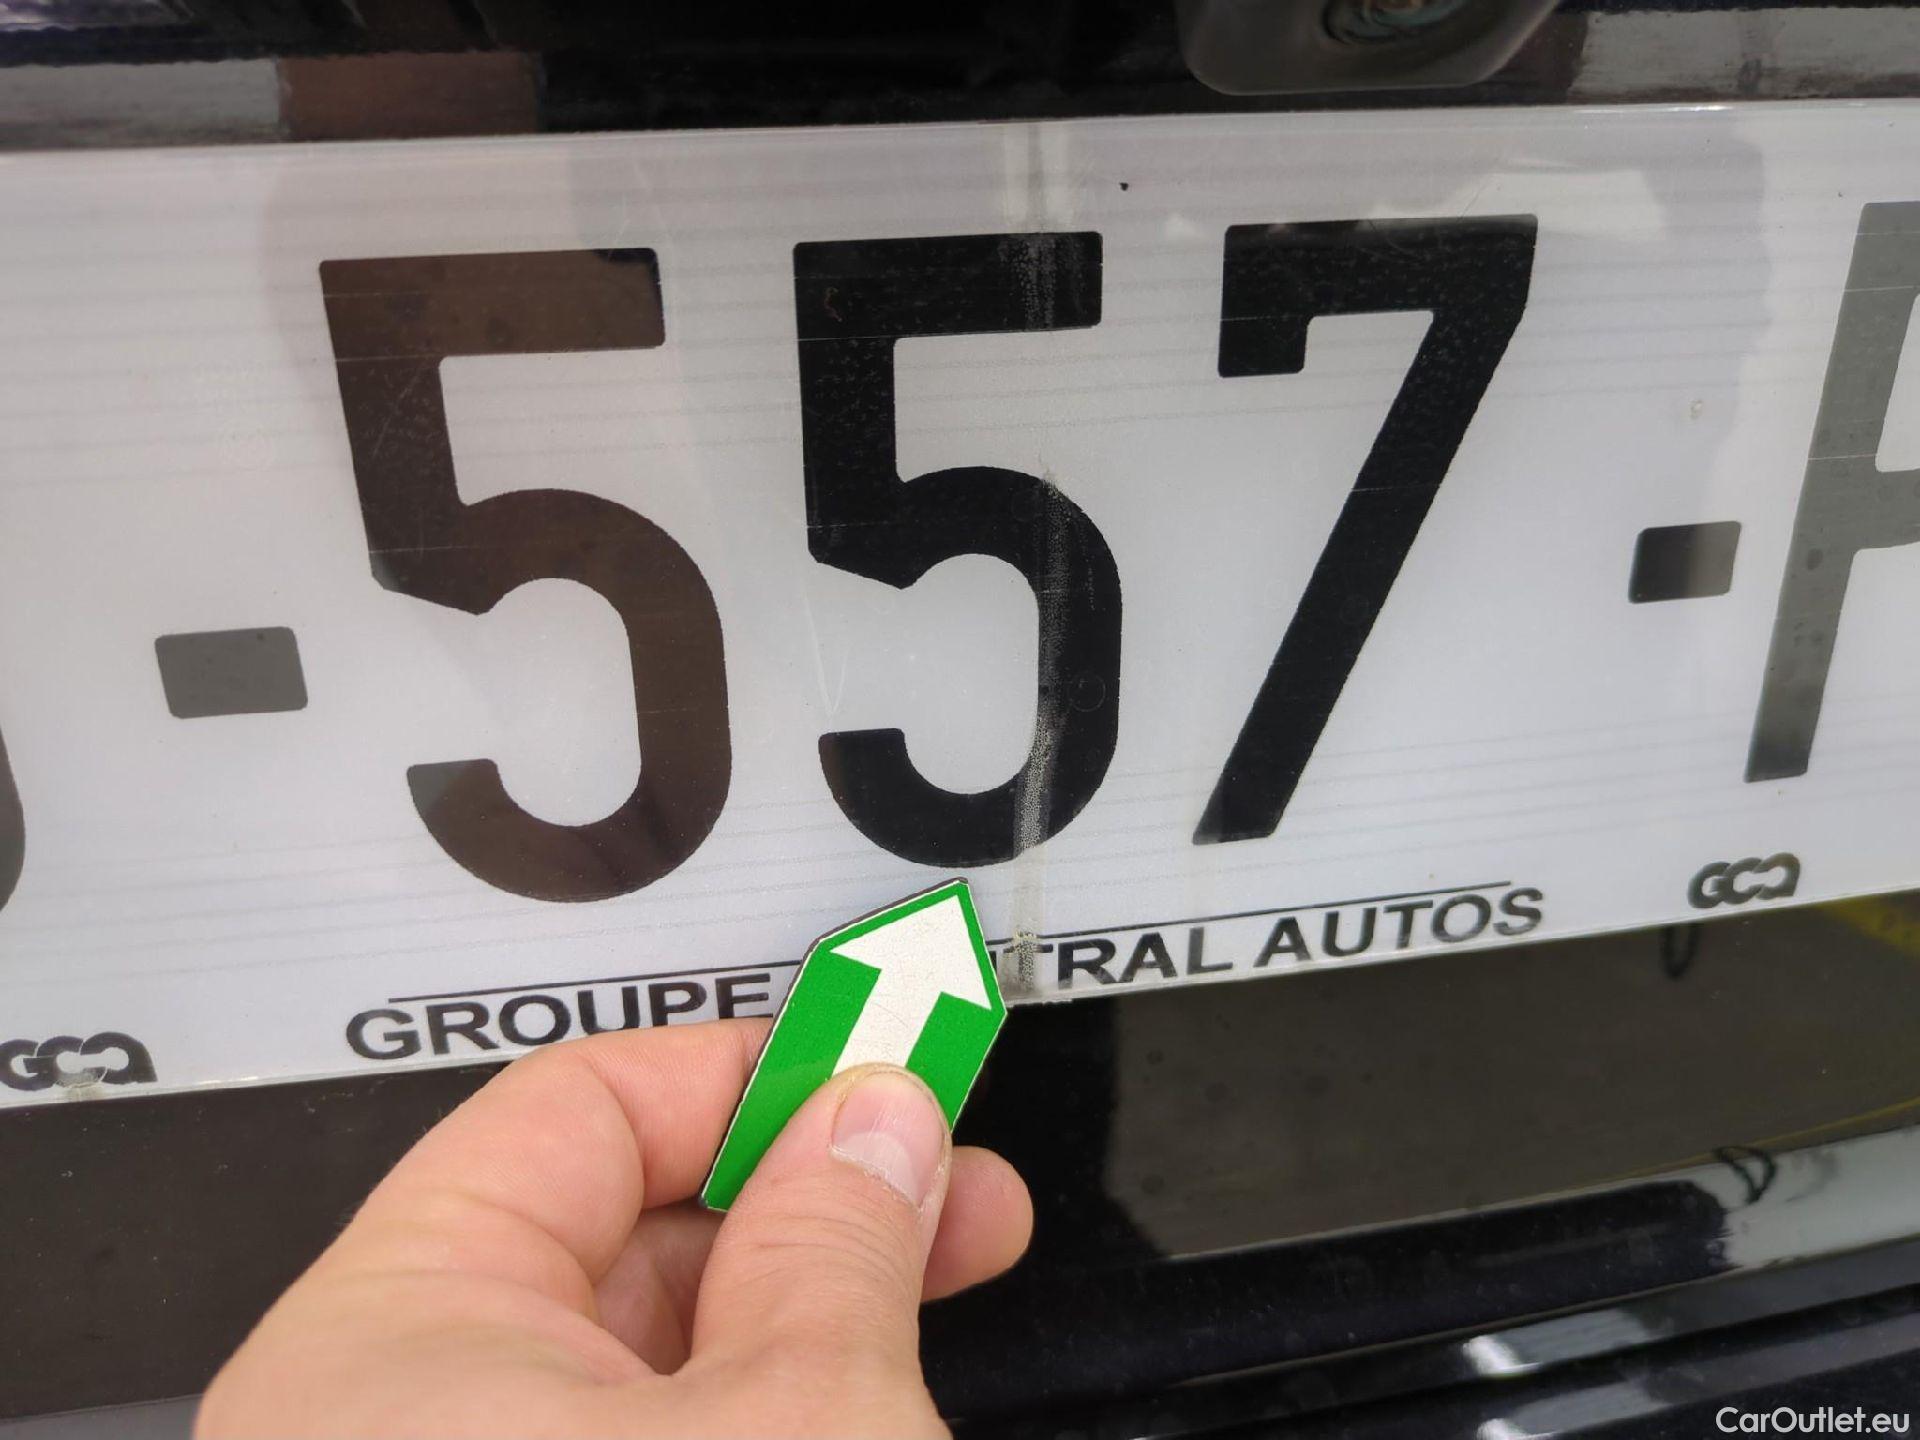 -557-
GCA GROUPE TRAL AUTOS GCA
CarOutlet.eu